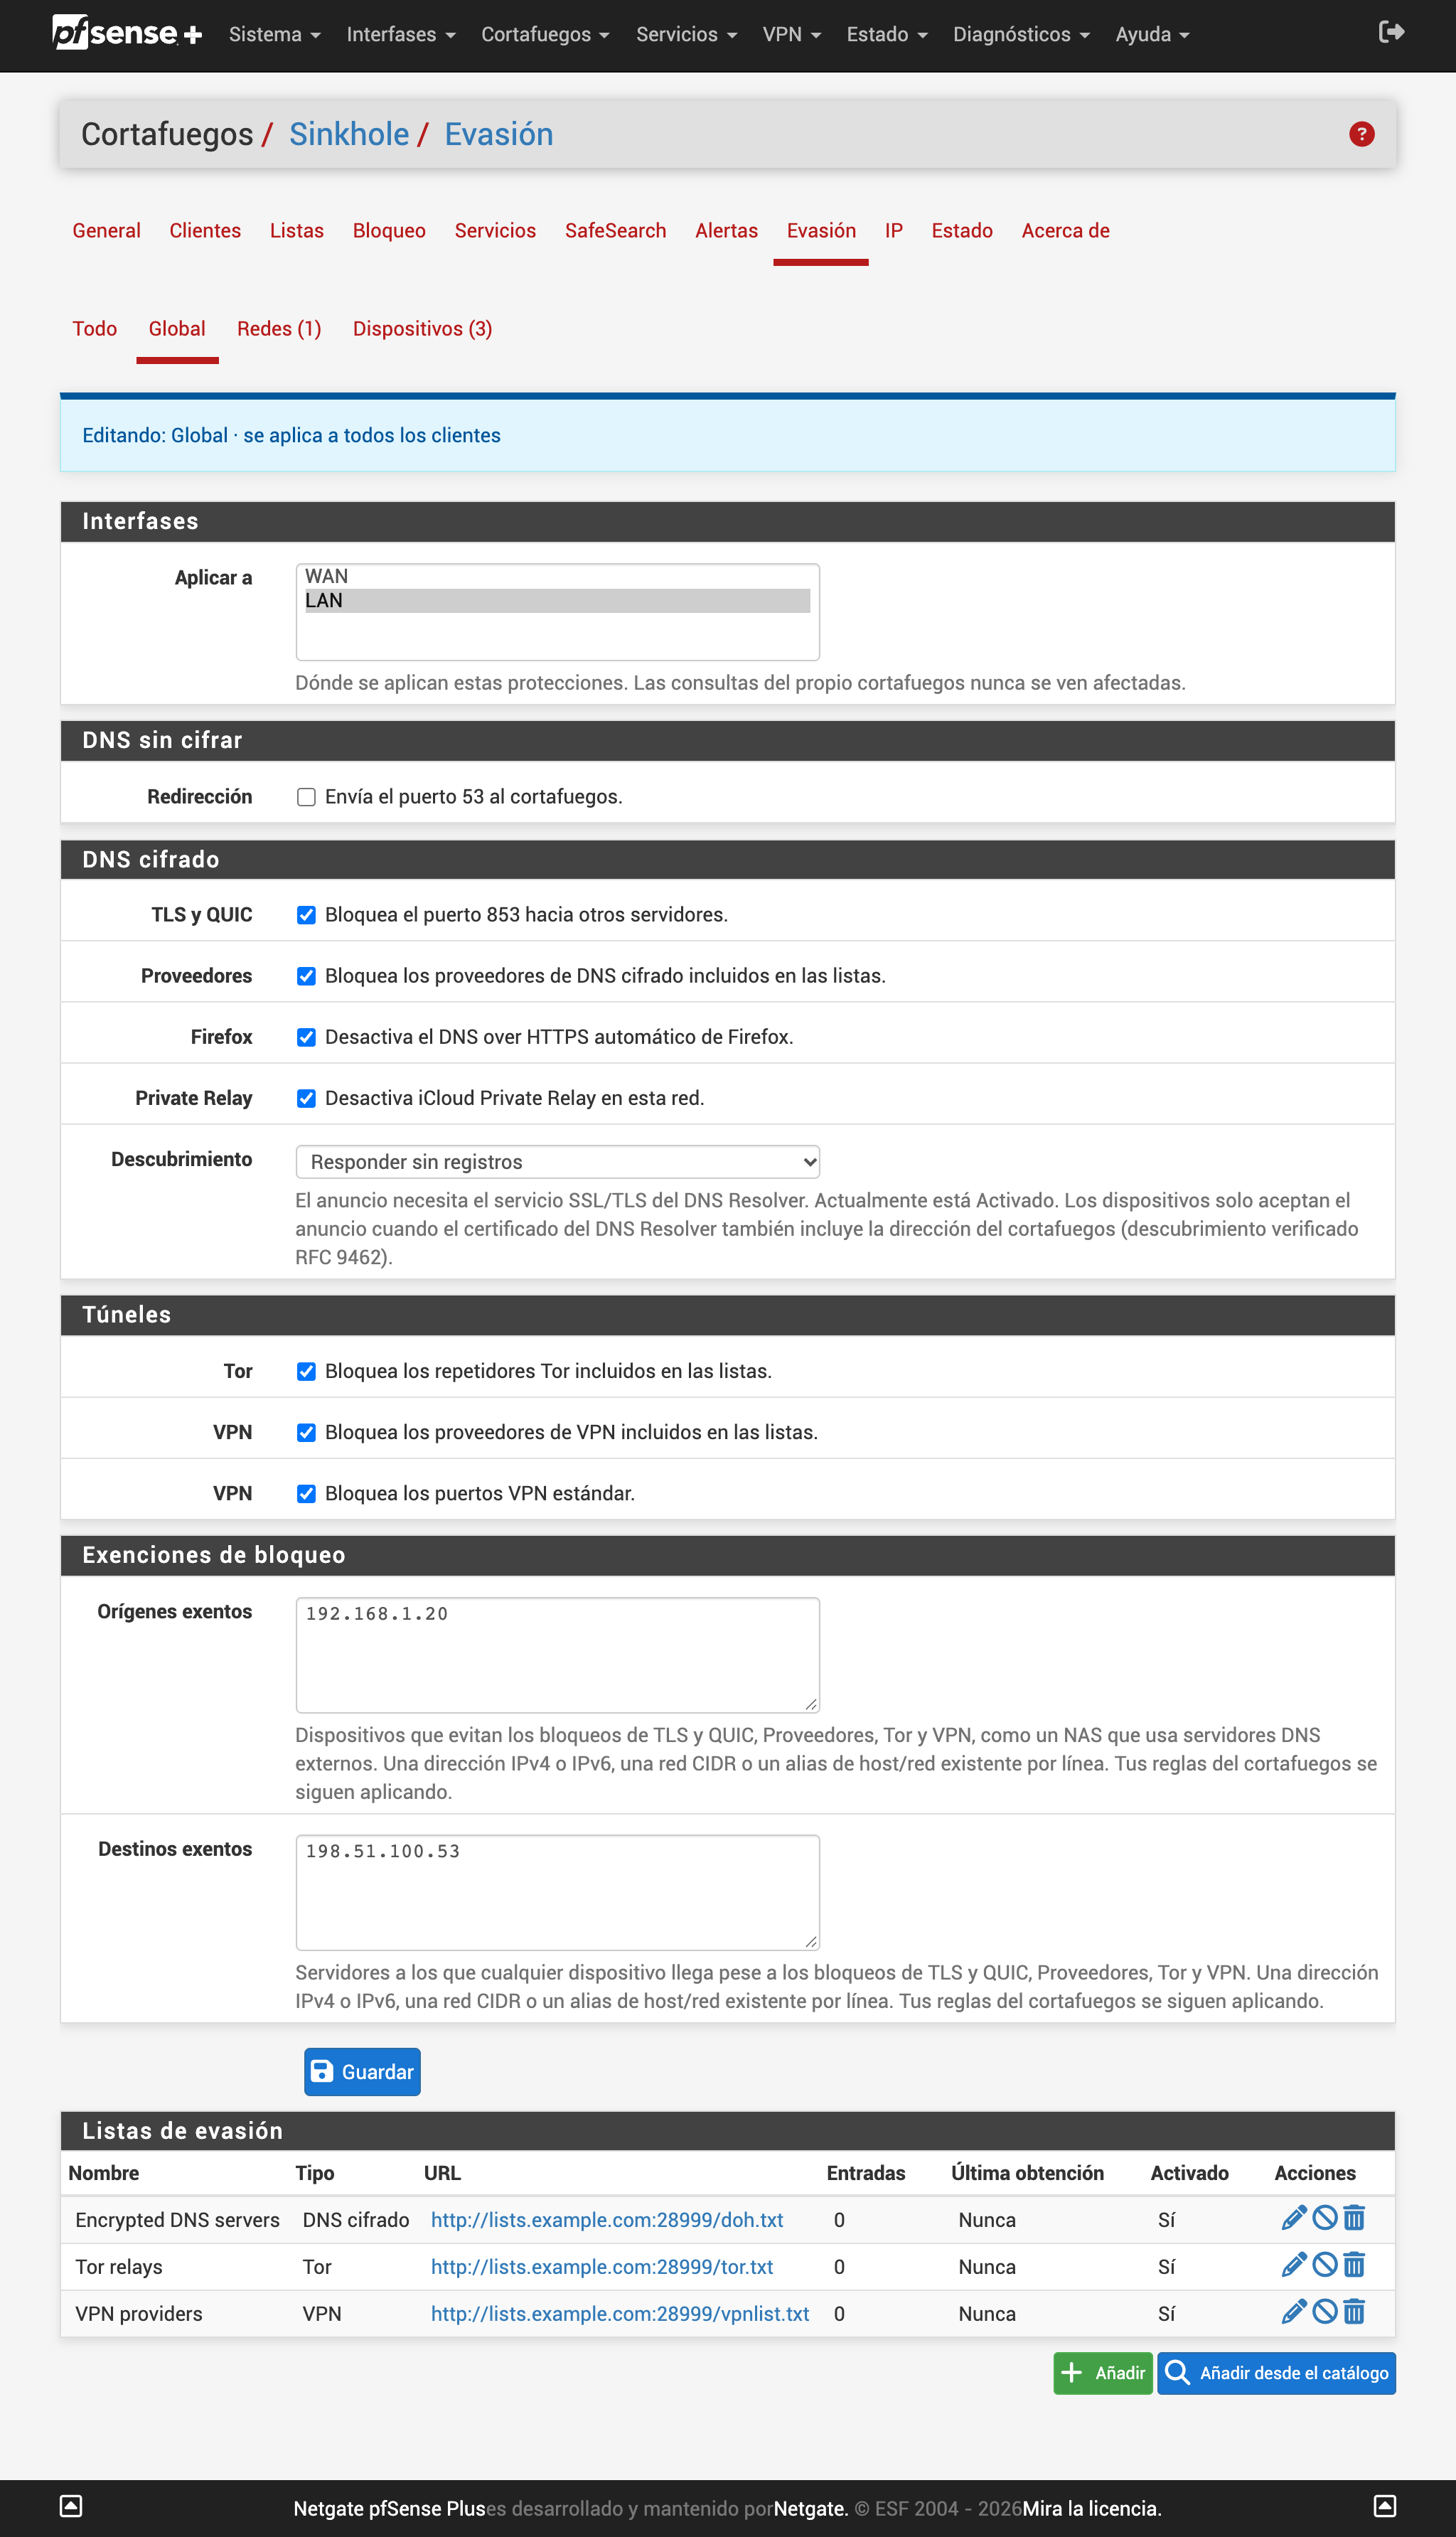 pfsense +
Sistema
Interfases
Cortafuegos
Servicios
VPN
Estado
Diagnósticos
Ayuda
Cortafuegos / Sinkhole / Evasión
?
General Clientes Listas Bloqueo Servicios SafeSearch Alertas Evasión IP Estado Acerca de
Todo Global Redes (1) Dispositivos (3)
Editando: Global · se aplica a todos los clientes
Interfases
Aplicar a
WAN
LAN
Dónde se aplican estas protecciones. Las consultas del propio cortafuegos nunca se ven afectadas.
DNS sin cifrar
Redirección Envía el puerto 53 al cortafuegos.
DNS cifrado
TLS y QUIC Bloquea el puerto 853 hacia otros servidores.
Proveedores Bloquea los proveedores de DNS cifrado incluidos en las listas.
Firefox Desactiva el DNS over HTTPS automático de Firefox.
Private Relay Desactiva iCloud Private Relay en esta red.
Descubrimiento Responder sin registros
El anuncio necesita el servicio SSL/TLS del DNS Resolver. Actualmente está Activado. Los dispositivos solo aceptan el
anuncio cuando el certificado del DNS Resolver también incluye la dirección del cortafuegos (descubrimiento verificado
RFC 9462).
Túneles
Tor Bloquea los repetidores Tor incluidos en las listas.
VPN Bloquea los proveedores de VPN incluidos en las listas.
VPN Bloquea los puertos VPN estándar.
Exenciones de bloqueo
Orígenes exentos 192.168.1.20
Dispositivos que evitan los bloqueos de TLS y QUIC, Proveedores, Tor y VPN, como un NAS que usa servidores DNS
externos. Una dirección IPv4 o IPv6, una red CIDR o un alias de host/red existente por línea. Tus reglas del cortafuegos se
siguen aplicando.
Destinos exentos 198.51.100.53
Servidores a los que cualquier dispositivo llega pese a los bloqueos de TLS y QUIC, Proveedores, Tor y VPN. Una dirección
IPv4 o IPv6, una red CIDR o un alias de host/red existente por línea. Tus reglas del cortafuegos se siguen aplicando.
Guardar
Listas de evasión
Nombre Tipo URL Entradas Última obtención Activado Acciones
Encrypted DNS servers DNS cifrado http://lists.example.com:28999/doh.txt 0 Nunca Sí
Tor relays Tor http://lists.example.com:28999/tor.txt 0 Nunca Sí
VPN providers VPN http://lists.example.com:28999/vpnlist.txt 0 Nunca Sí
Añadir Añadir desde el catálogo
Netgate pfSense Pluses desarrollado y mantenido porNetgate. © ESF 2004 - 2026Mira la licencia.